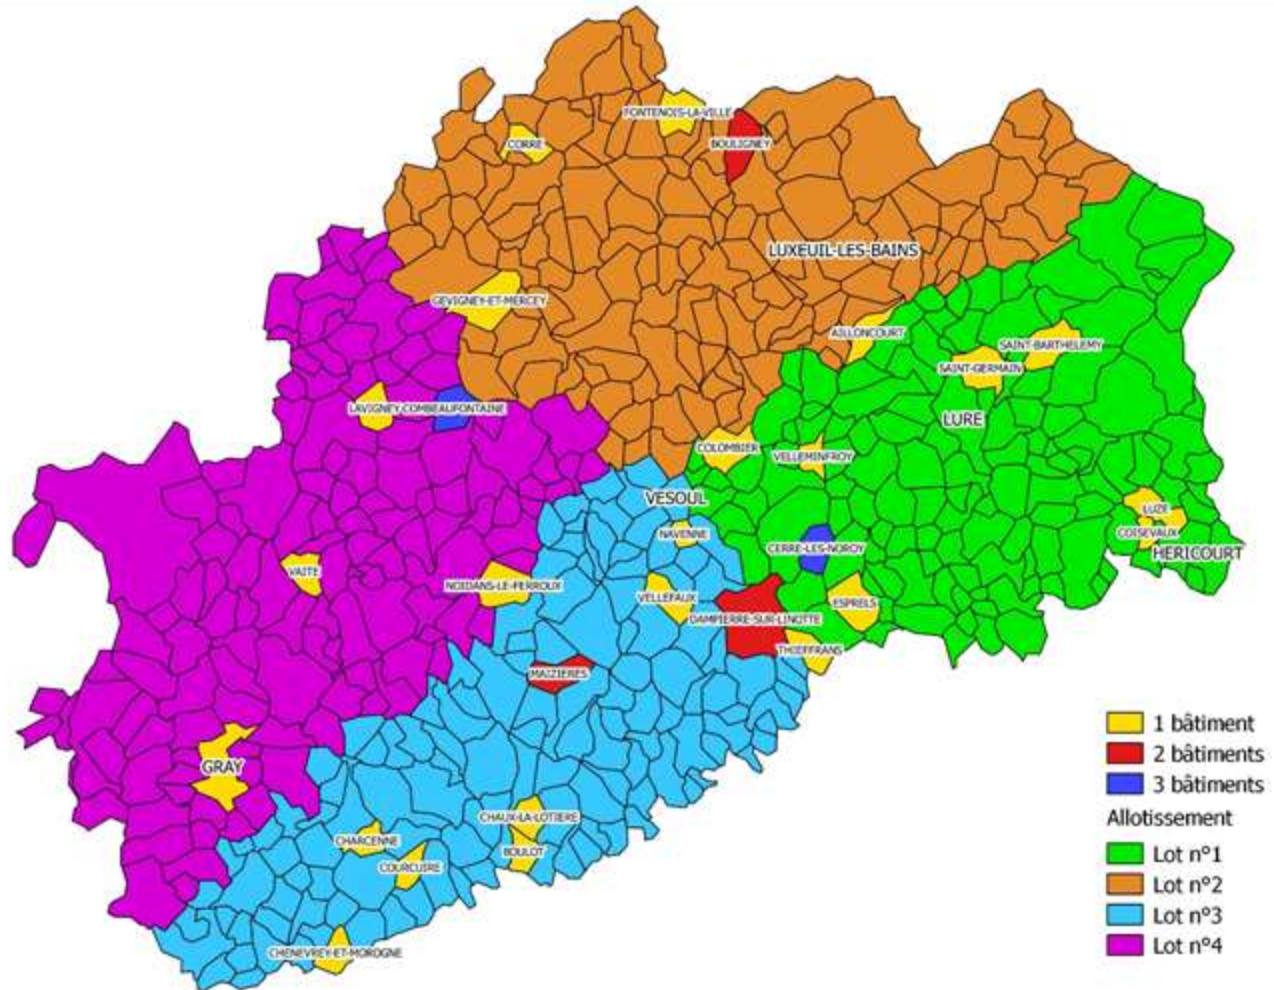 FONTENOIS-LA-VILLE
CORRE
BOULIGNEY
LUXEUIL-LES-BAINS
GEVIGNEY-ET-MERCEY
AILLONCOURT
SAINT-BARTHELEMY
SAINT-GERMAIN
LAVIGNEY
COMBEAUFONTAINE
LURE
COLOMBIER
VELLEMINFROY
VESOUL
LUZE
NAVENNE
COISEVAUX
CERRE-LES-NOROY
HERICOURT
VAITE
NOIDANS-LE-FERROUX
VELLEFAUX
ESPRELS
DAMPIERRE-SUR-LINOTTE
THIEFFRANS
MAIZIERES
GRAY
CHAUX-LA-LOTIERE
CHARCENNE
BOULOT
COURCUIRE
CHENEVREY-ET-MOROGNE
1 bâtiment
2 bâtiments
3 bâtiments
Allotissement
Lot n°1
Lot n°2
Lot n°3
Lot n°4